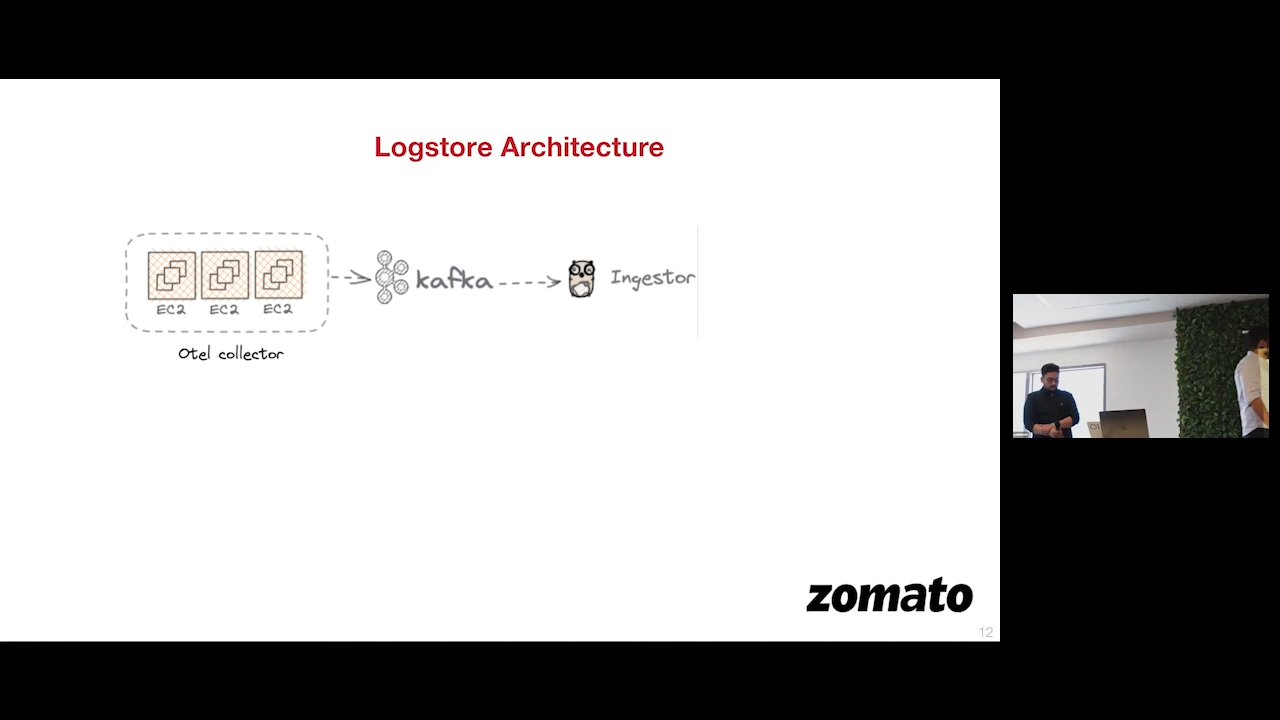 Logstore Architecture
EC2 EC2 EC2
Otel collector
kafka
Ingestor
zomato
12